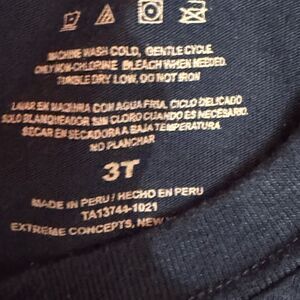 MACHINE WASH COLD, GENTLE CYCLE.
ONLY NON-CHLORINE BLEACH WHEN NEEDED.
TUMBLE DRY LOW, DO NOT IRON
LAVAR EN MAQUINA CON AGUA FRIA, CICLO DELICADO
SOLO BLANQUEADOR SIN CLORO CUANDO ES NECESARIO.
SECAR EN SECADORA A BAJA TEMPERATURA.
NO PLANCHAR
3T
MADE IN PERU / HECHO EN PERU
TA13744-1021
EXTREME CONCEPTS, NEW